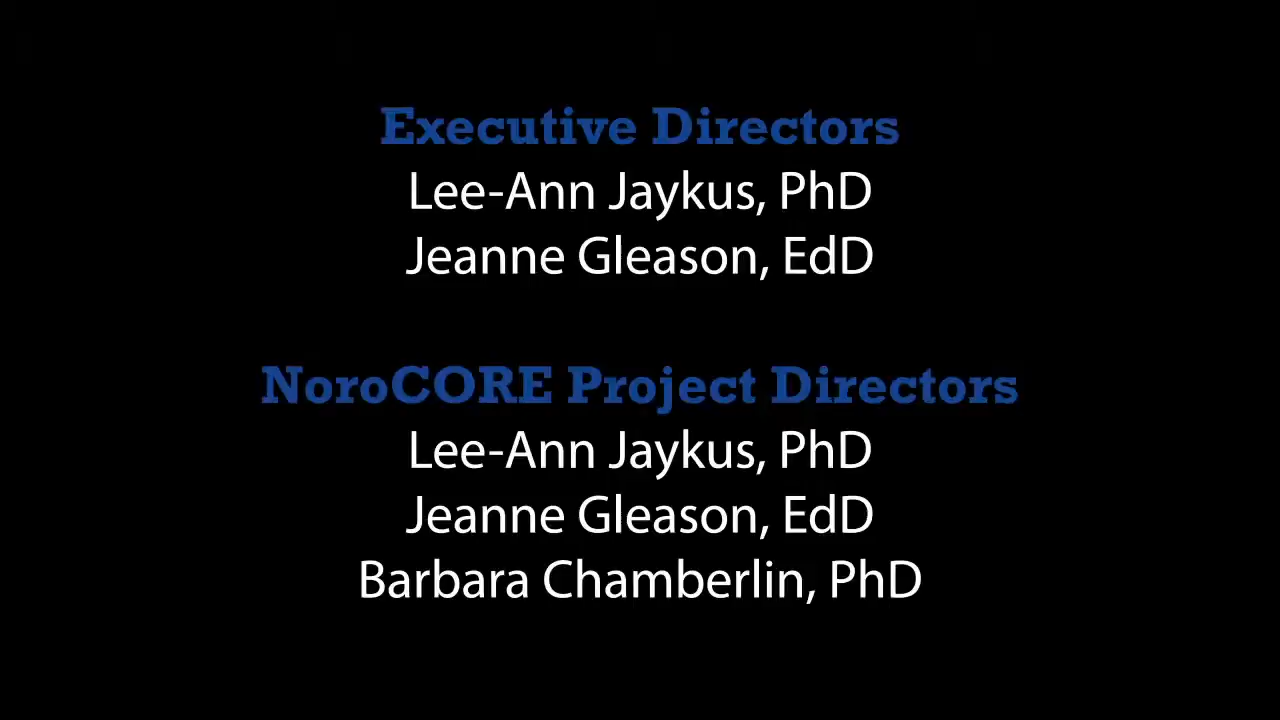 Executive Directors
Lee-Ann Jaykus, PhD
Jeanne Gleason, EdD
NoroCORE Project Directors
Lee-Ann Jaykus, PhD
Jeanne Gleason, EdD
Barbara Chamberlin, PhD